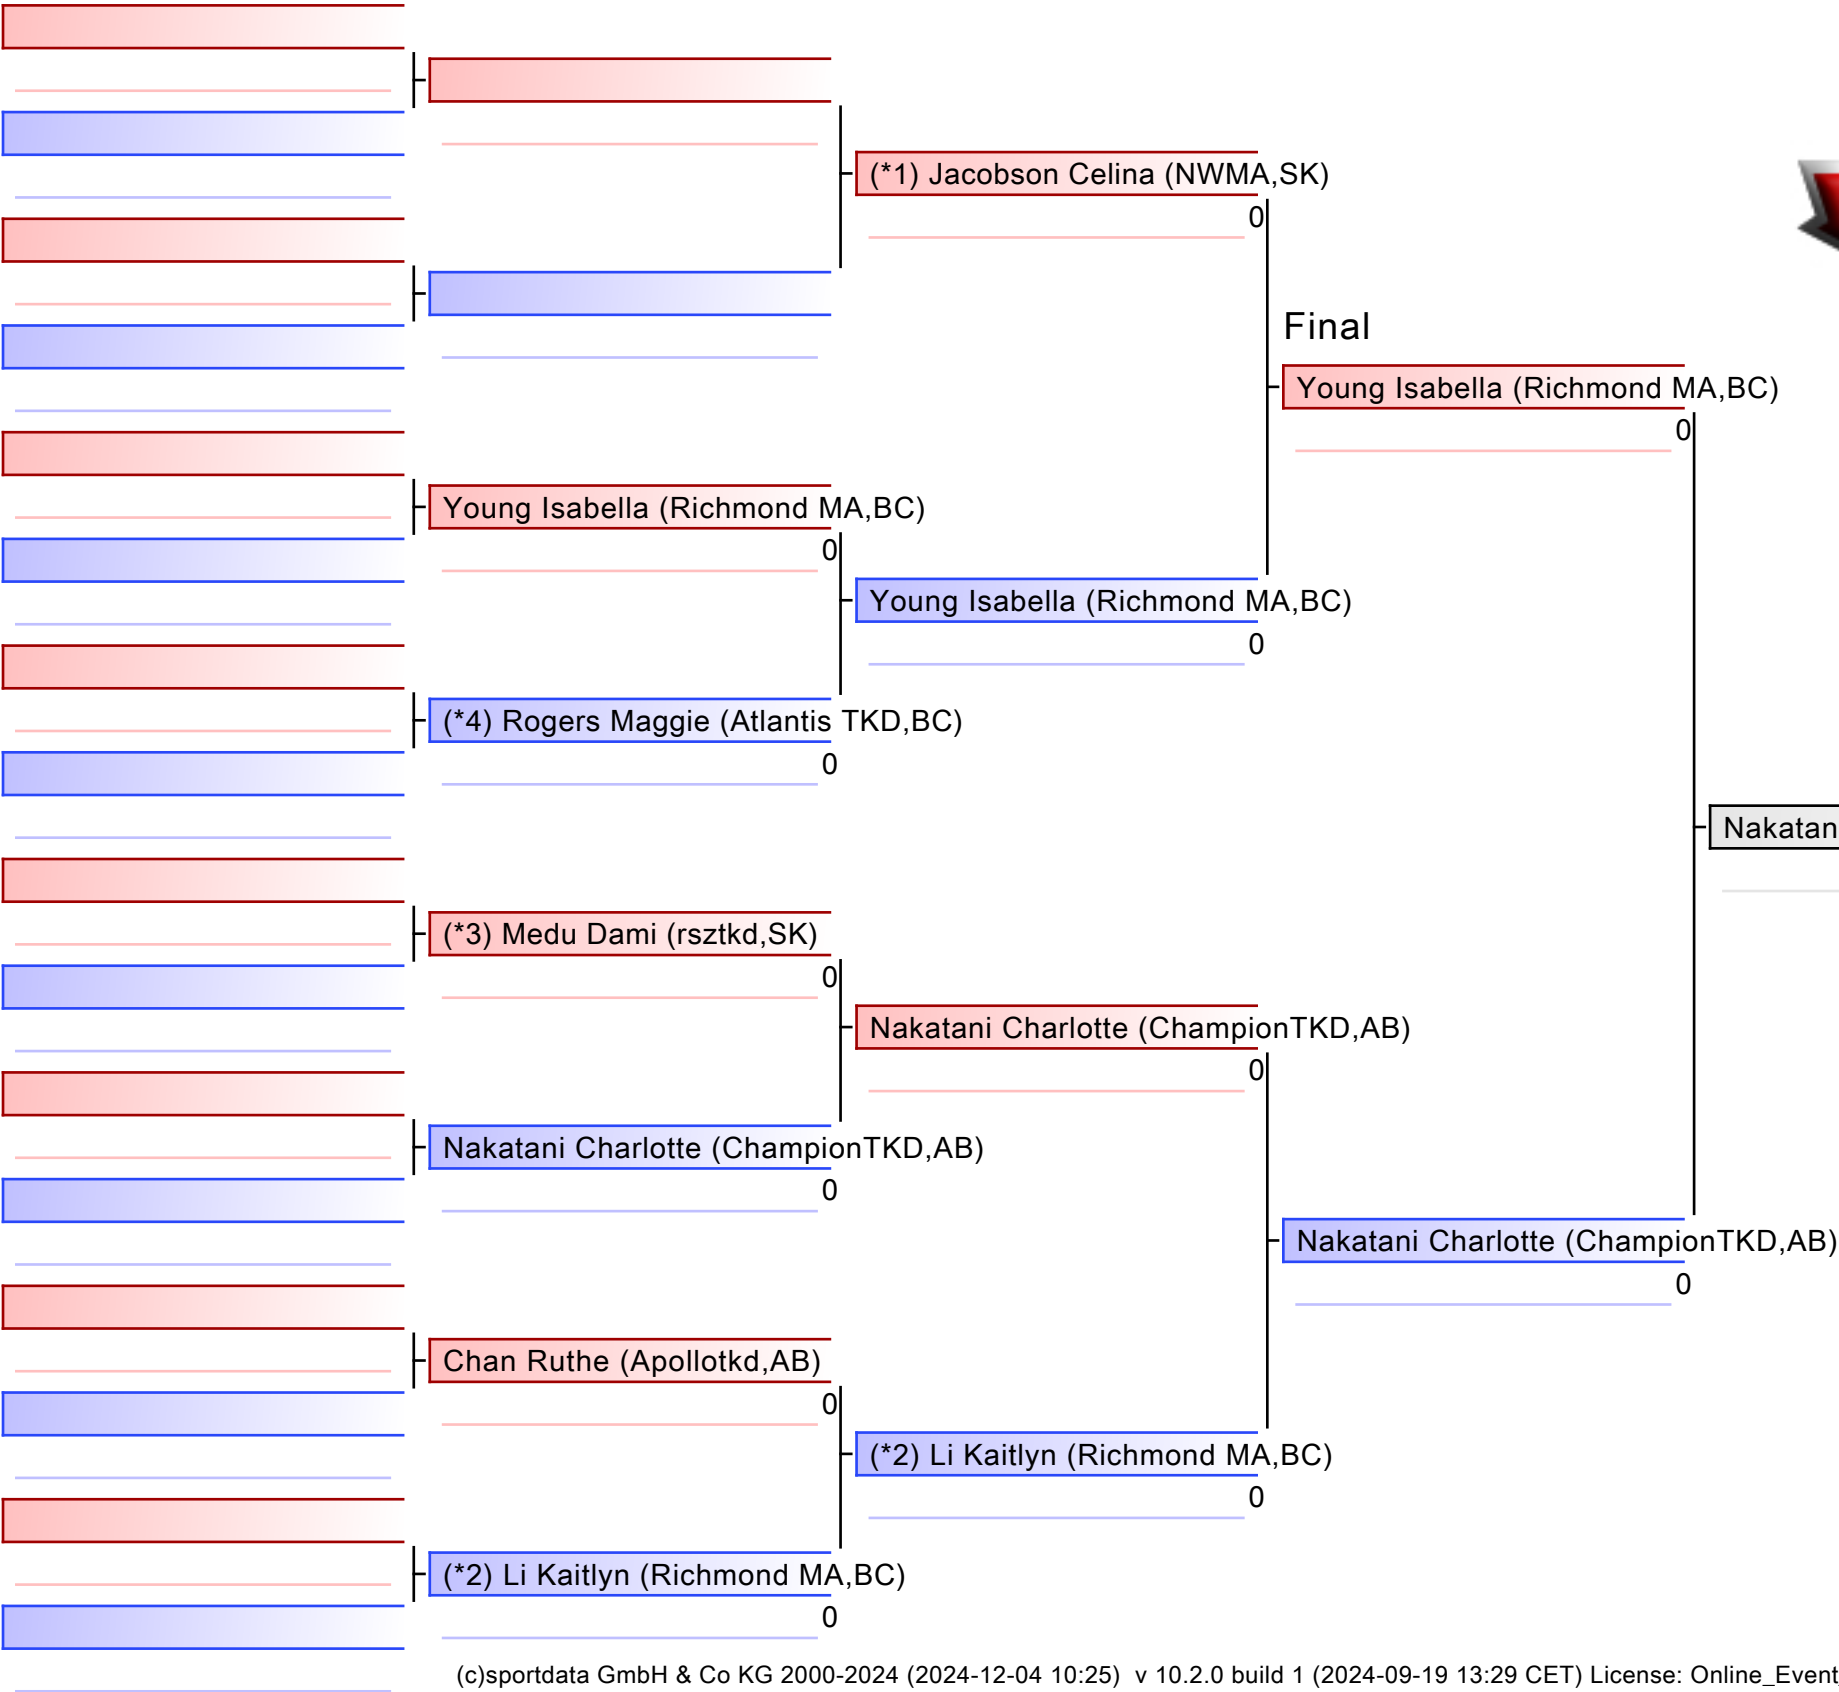 (*1) Jacobson Celina (NWMA,SK)
0
Final
Young Isabella (Richmond MA,BC)
0
Young Isabella (Richmond MA,BC)
0
Young Isabella (Richmond MA,BC)
0
(*4) Rogers Maggie (Atlantis TKD,BC)
0
Nakatan
(*3) Medu Dami (rsztkd,SK)
0
Nakatani Charlotte (ChampionTKD,AB)
0
Nakatani Charlotte (ChampionTKD,AB)
0
Nakatani Charlotte (ChampionTKD,AB)
0
Chan Ruthe (Apollotkd,AB)
0
(*2) Li Kaitlyn (Richmond MA,BC)
0
(*2) Li Kaitlyn (Richmond MA,BC)
0
(c)sportdata GmbH & Co KG 2000-2024 (2024-12-04 10:25) v 10.2.0 build 1 (2024-09-19 13:29 CET) License: Online_Event